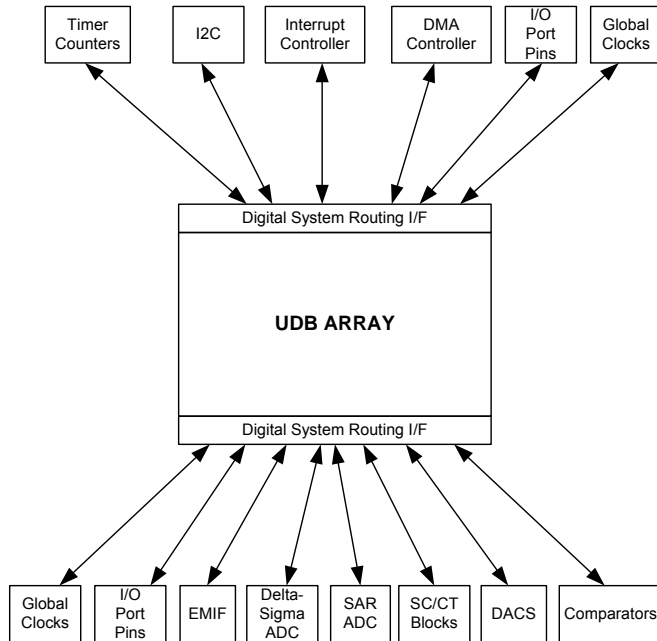 Timer
Counters
I2C
Interrupt
Controller
DMA
Controller
I/O
Port
Pins
Global
Clocks
Digital System Routing I/F
UDB ARRAY
Digital System Routing I/F
Global
Clocks
I/O
Port
Pins
EMIF
Delta-
Sigma
ADC
SAR
ADC
SC/CT
Blocks
DACS
Comparators